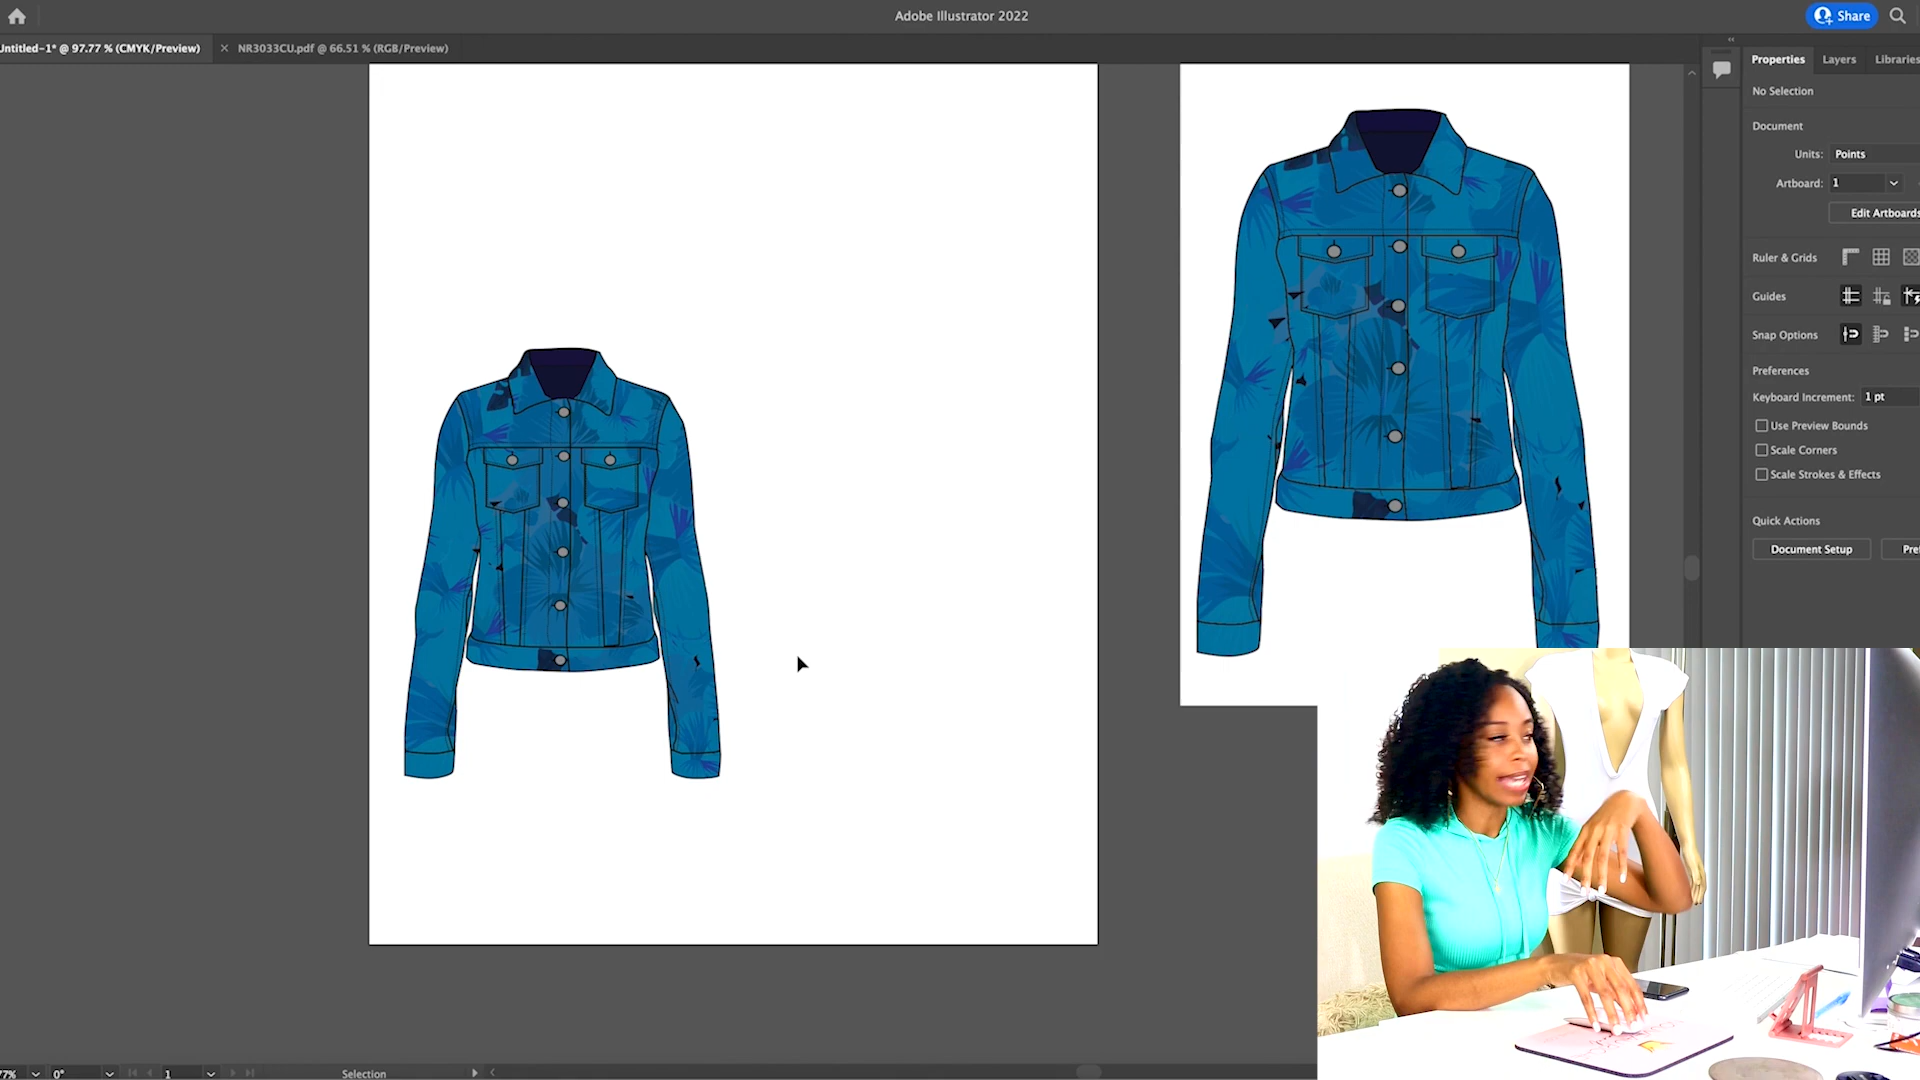 Adobe Illustrator 2022
Share
Untitled-1* @ 97.77 % (CMYK/Preview)
NR3033CU.pdf @ 66.51 % (RGB/Preview)
Properties
Layers
Libraries
No Selection
Document
Units: Points
Artboard: 1
Edit Artboards
Ruler & Grids
Guides
Snap Options
Preferences
Keyboard Increment: 1 pt
Use Preview Bounds
Scale Corners
Scale Strokes & Effects
Quick Actions
Document Setup
Pre
77%
0°
1
Selection